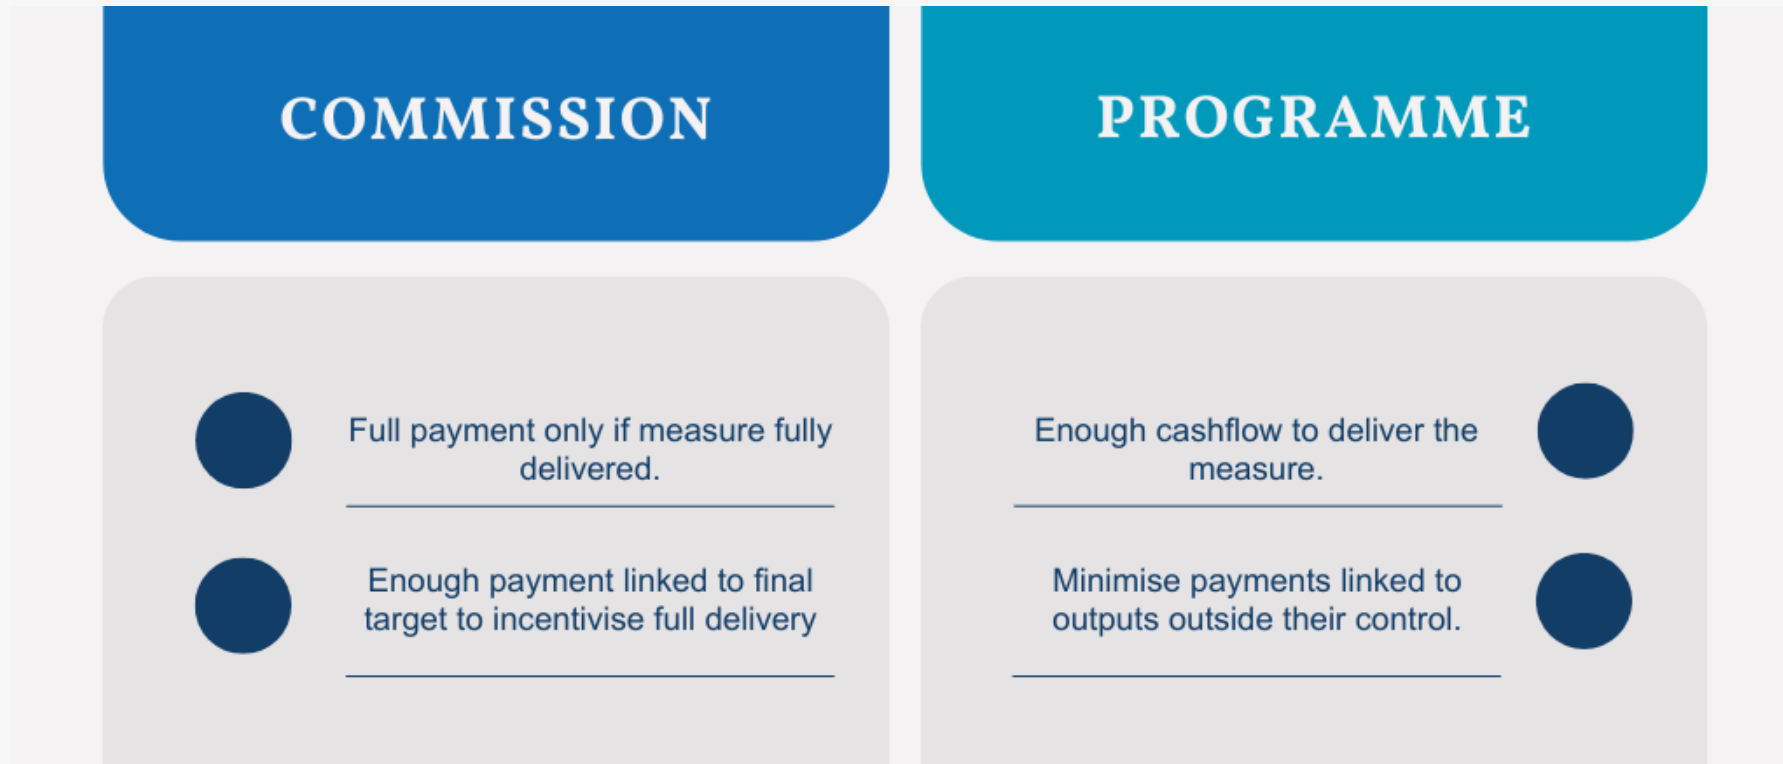 COMMISSION
Full payment only if measure fully
delivered.
Enough payment linked to final
target to incentivise full delivery
PROGRAMME
Enough cashflow to deliver the
measure.
Minimise payments linked to
outputs outside their control.